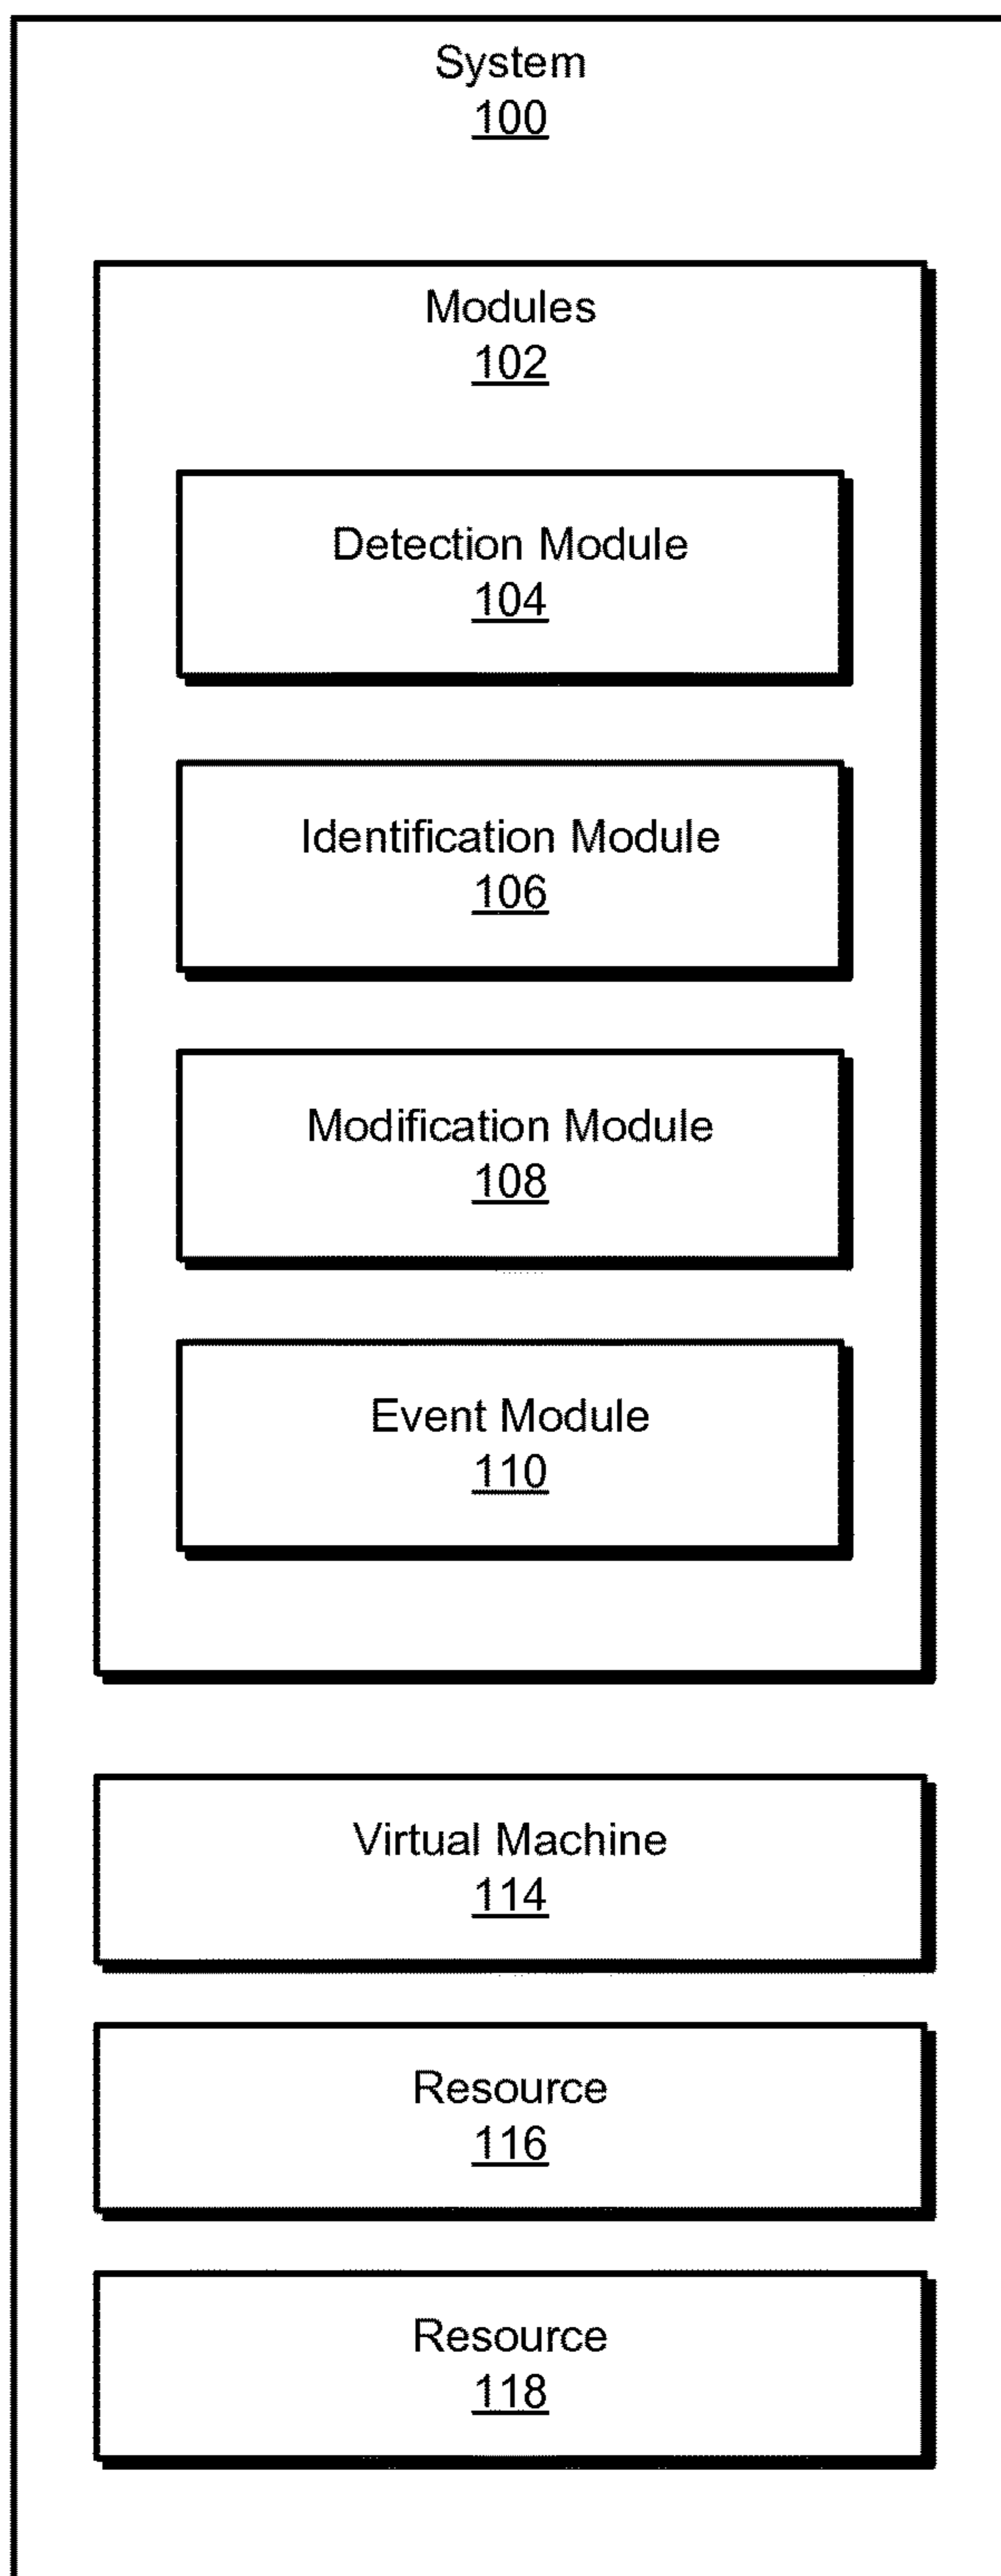 System
100
Modules
102
Detection Module
104
Identification Module
106
Modification Module
108
Event Module
110
Virtual Machine
114
Resource
116
Resource
118